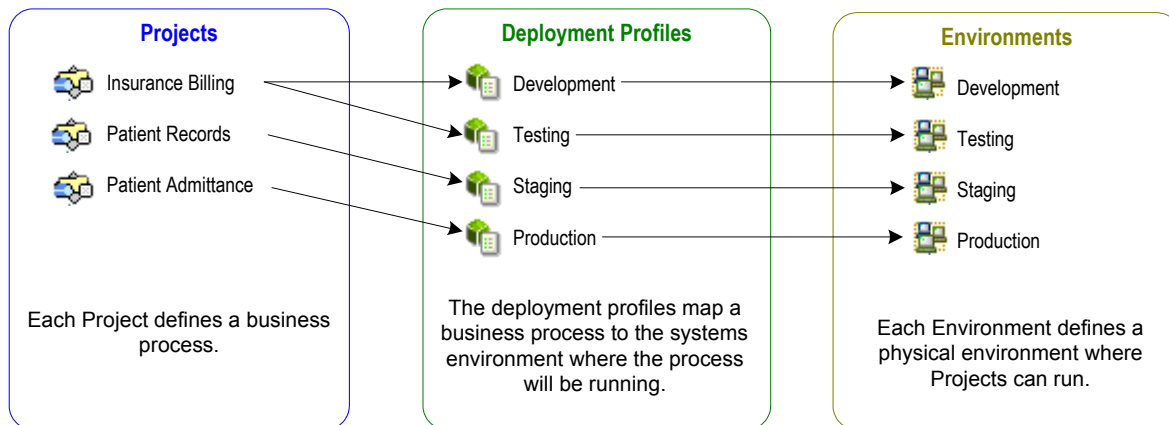 Projects
Insurance Billing
Patient Records
Patient Admittance
Each Project defines a business
process.
Deployment Profiles
Development
Testing
Staging
Production
The deployment profiles map a
business process to the systems
environment where the process
will be running.
Environments
Development
Testing
Staging
Production
Each Environment defines a
physical environment where
Projects can run.